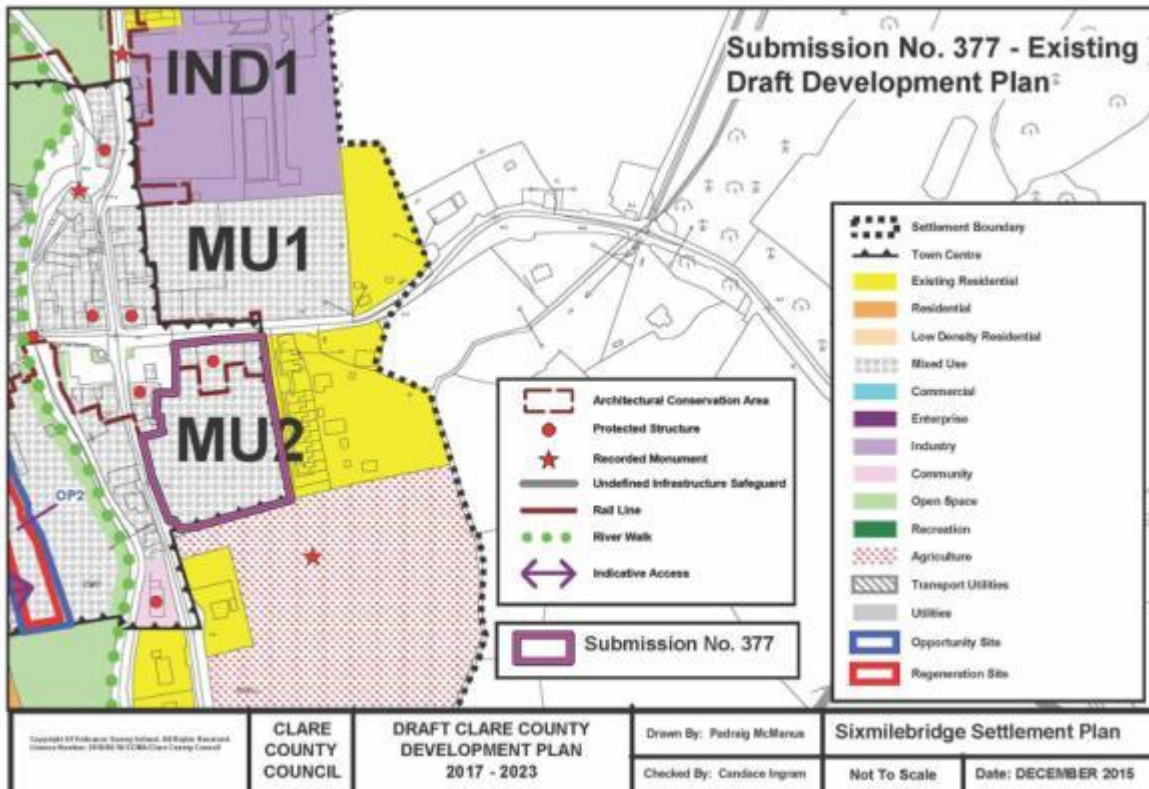 Submission No. 377 - Existing
Draft Development Plan
IND1
MU1
MU2
OP2
Settlement Boundary
Town Centre
Existing Residential
Residential
Low Density Residential
Mixed Use
Commercial
Enterprise
Industry
Community
Open Space
Recreation
Agriculture
Transport Utilities
Utilities
Opportunity Site
Regeneration Site
Architectural Conservation Area
Protected Structure
Recorded Monument
Undefined Infrastructure Safeguard
Rail Line
River Walk
Indicative Access
Submission No. 377
CLARE
COUNTY
COUNCIL
DRAFT CLARE COUNTY
DEVELOPMENT PLAN
2017 - 2023
Drawn By: Padraig McManus
Checked By: Candace Ingram
Sixmilebridge Settlement Plan
Not To Scale
Date: DECEMBER 2015